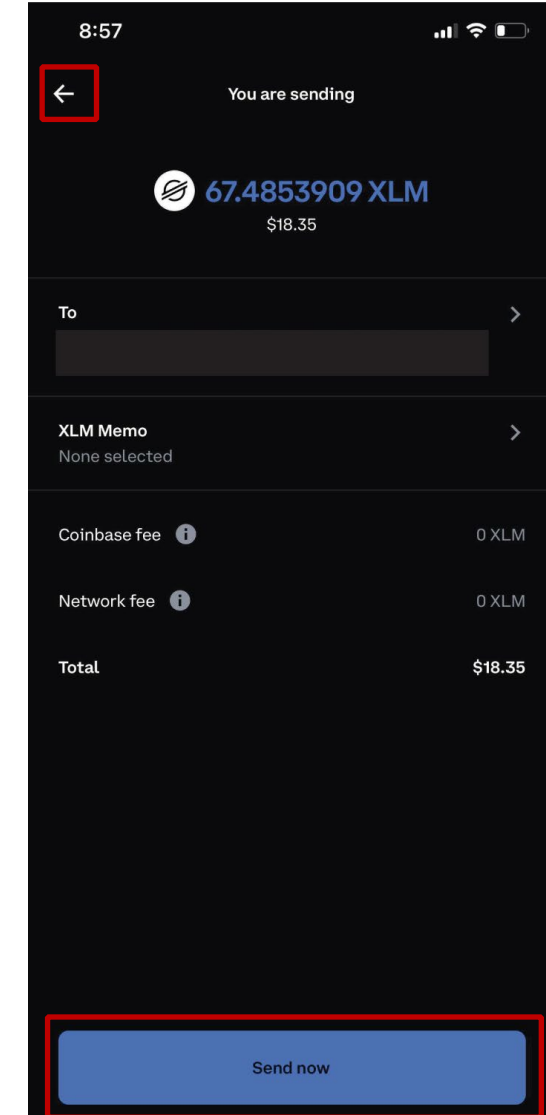 8:57
You are sending
67.4853909 XLM
$18.35
To
XLM Memo
None selected
Coinbase fee
0 XLM
Network fee
0 XLM
Total
$18.35
Send now